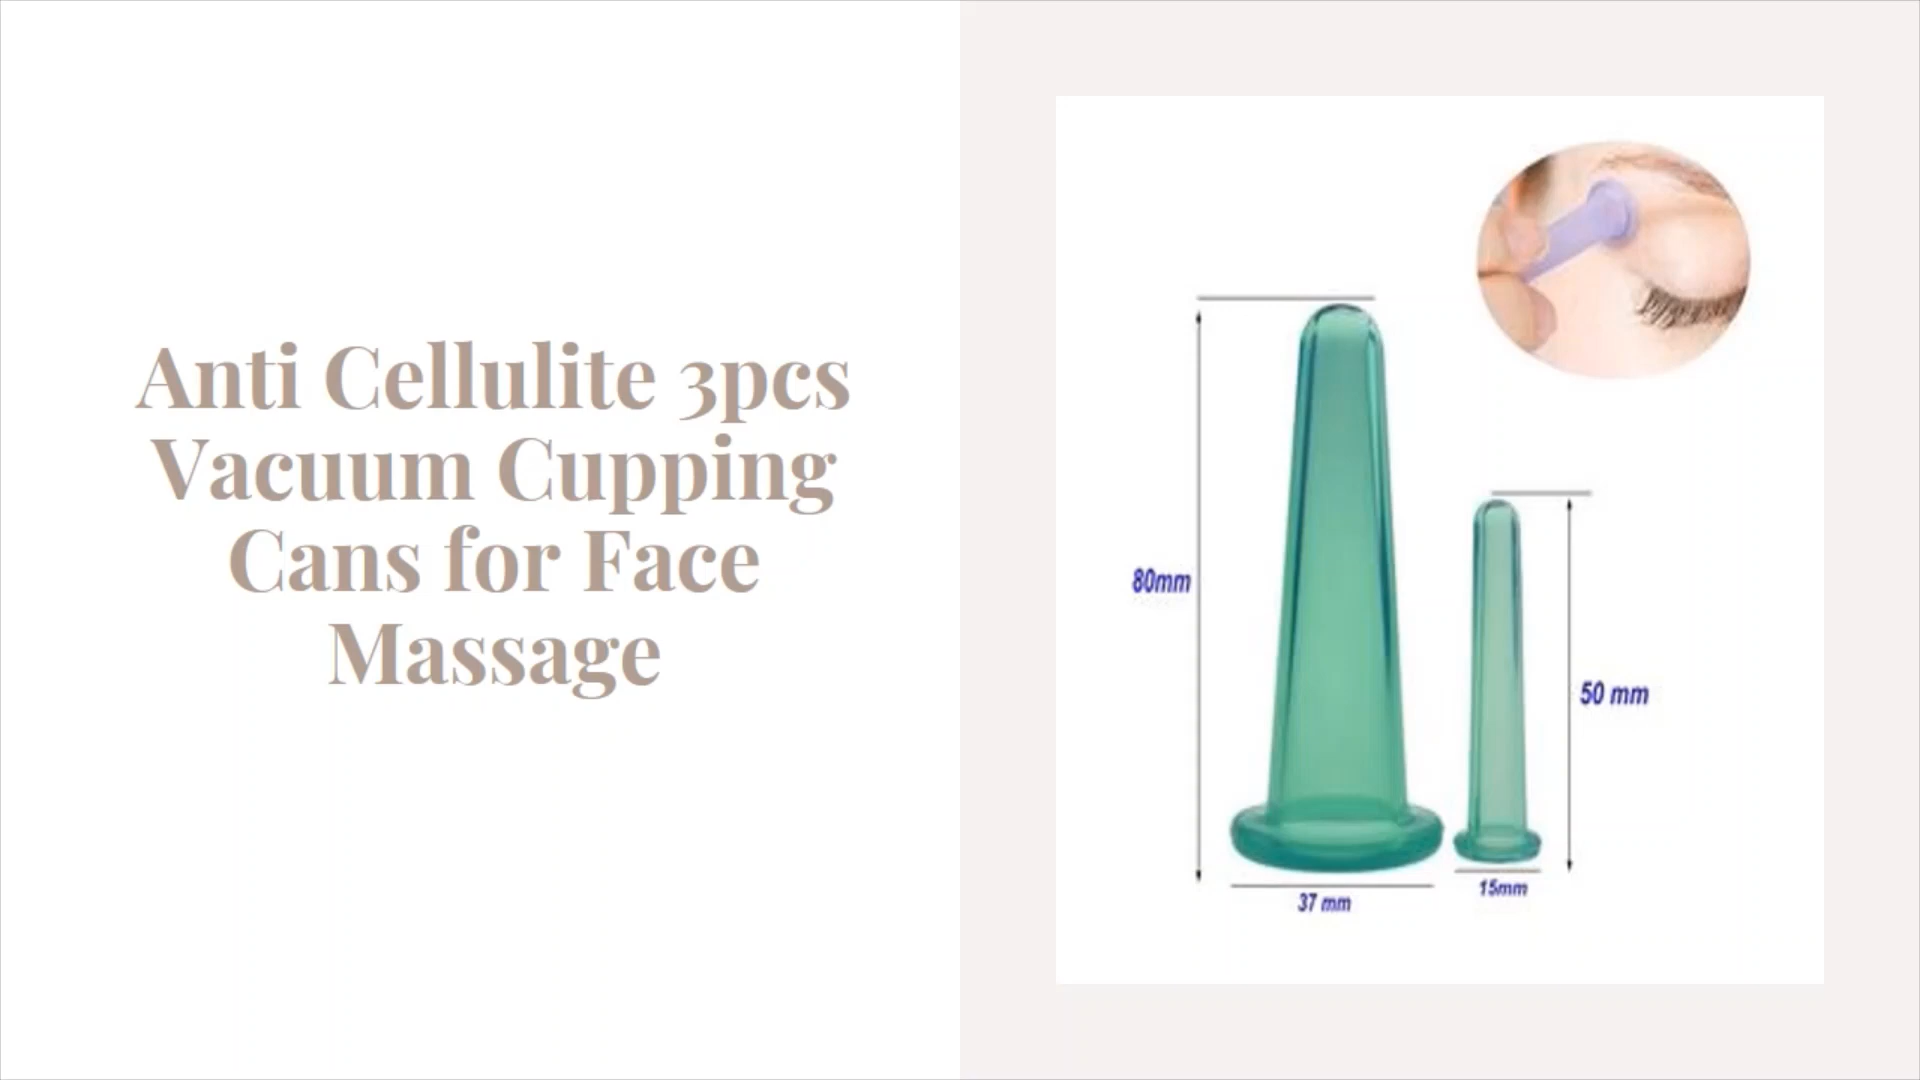 Anti Cellulite 3pcs
Vacuum Cupping
Cans for Face
Massage
80mm
50 mm
37 mm
15mm